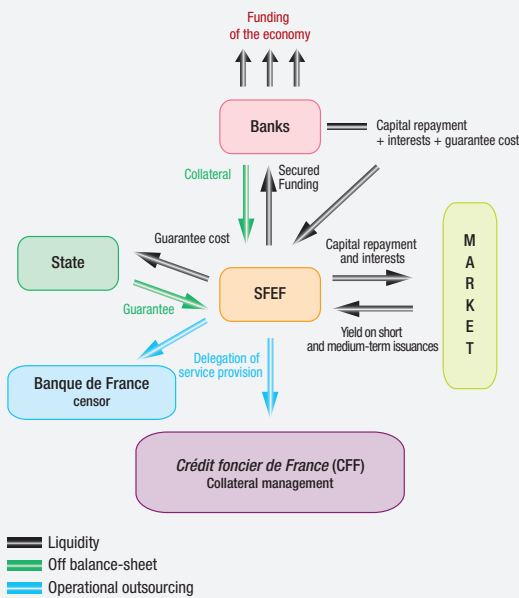 Funding
of the economy
Banks
Capital repayment
+ interests + guarantee cost
Collateral
Secured
Funding
Guarantee cost
Capital repayment
and interests
State
SFEF
M
A
R
K
E
T
Guarantee
Yield on short
and medium-term issuances
Delegation of
service provision
Banque de France
censor
Crédit foncier de France (CFF)
Collateral management
Liquidity
Off balance-sheet
Operational outsourcing